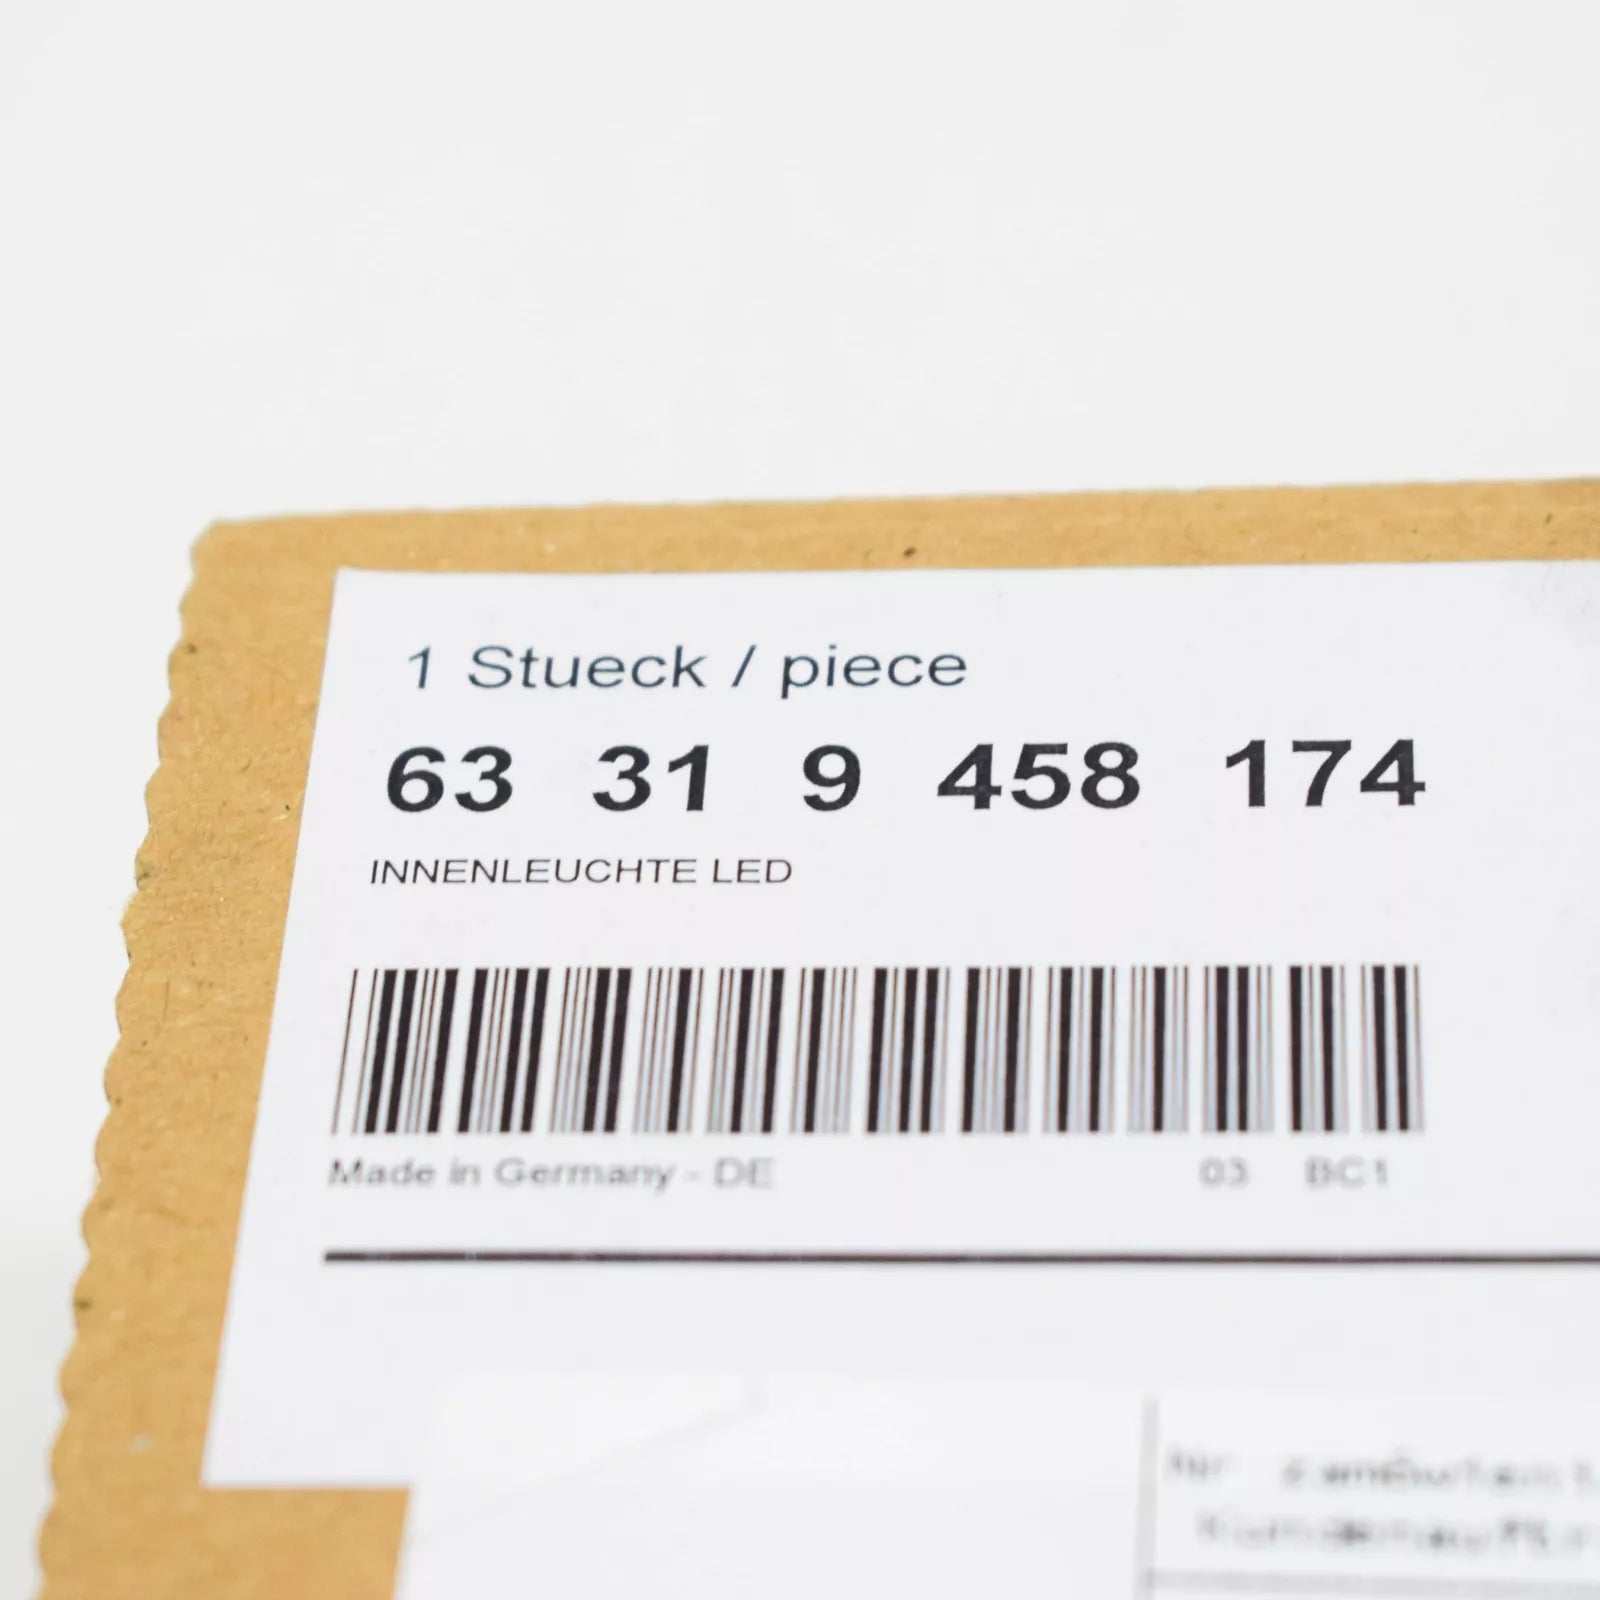 1 Stueck / piece
63 31 9 458 174
INNENLEUCHTE LED
Made in Germany - DE 03 BC1